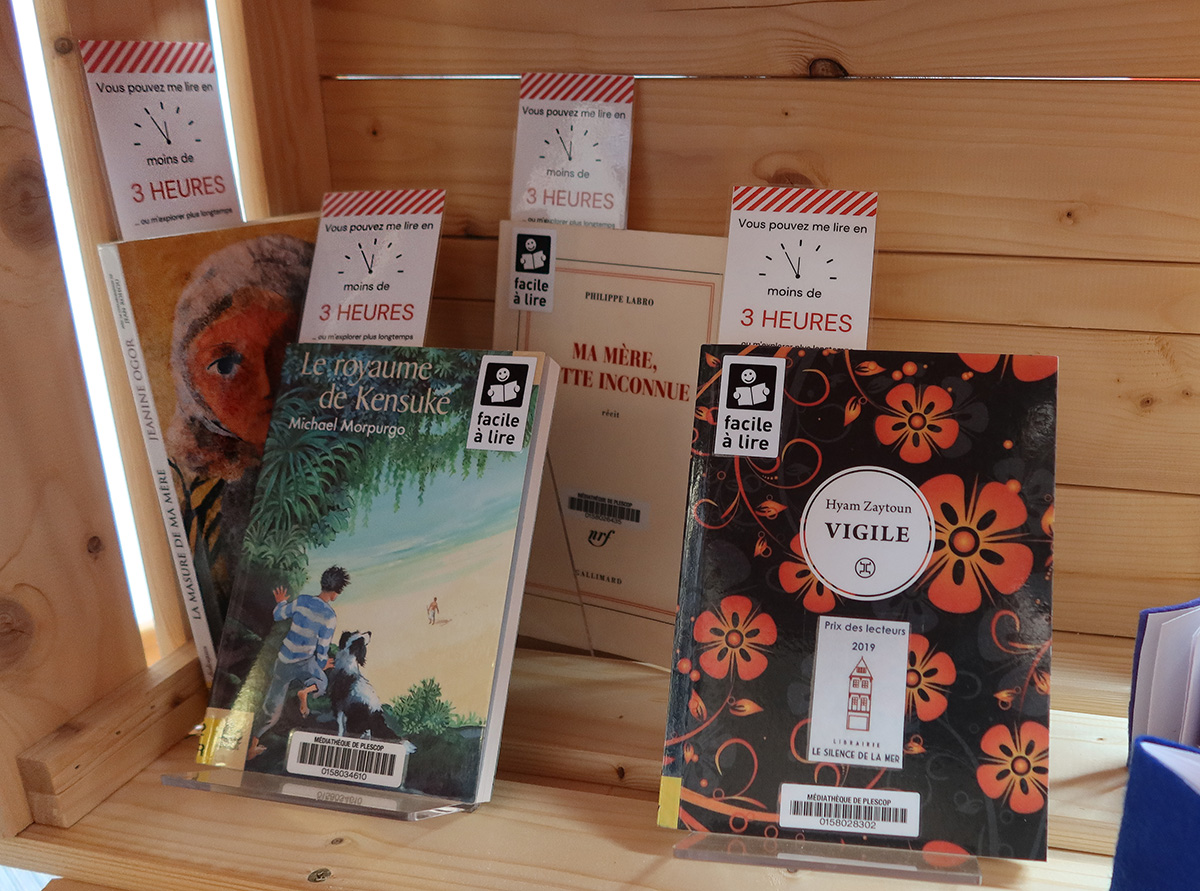 Vous pouvez me lire en
moins de
3 HEURES
... ou m'explorer plus longtemps
Vous pouvez me lire en
moins de
3 HEURES
... ou m'explorer plus longtemps
Vous pouvez me lire en
moins de
3 HEURES
... ou m'explorer plus longtemps
Vous pouvez me lire en
moins de
3 HEURES
LA MASURE DE MA MÈRE
JEANINE OGOR
Le royaume
de Kensuké
Michael Morpurgo
facile
à lire
MÉDIATHÈQUE DE PLESCOP
0158034610
facile
à lire
PHILIPPE LABRO
MA MÈRE,
TTE INCONNUE
récit
MÉDIATHÈQUE DE PLESCOP
nrf
GALLIMARD
facile
à lire
Hyam Zaytoun
VIGILE
Prix des lecteurs
2019
LIBRAIRIE
LE SILENCE DE LA MER
MÉDIATHÈQUE DE PLESCOP
0158028302